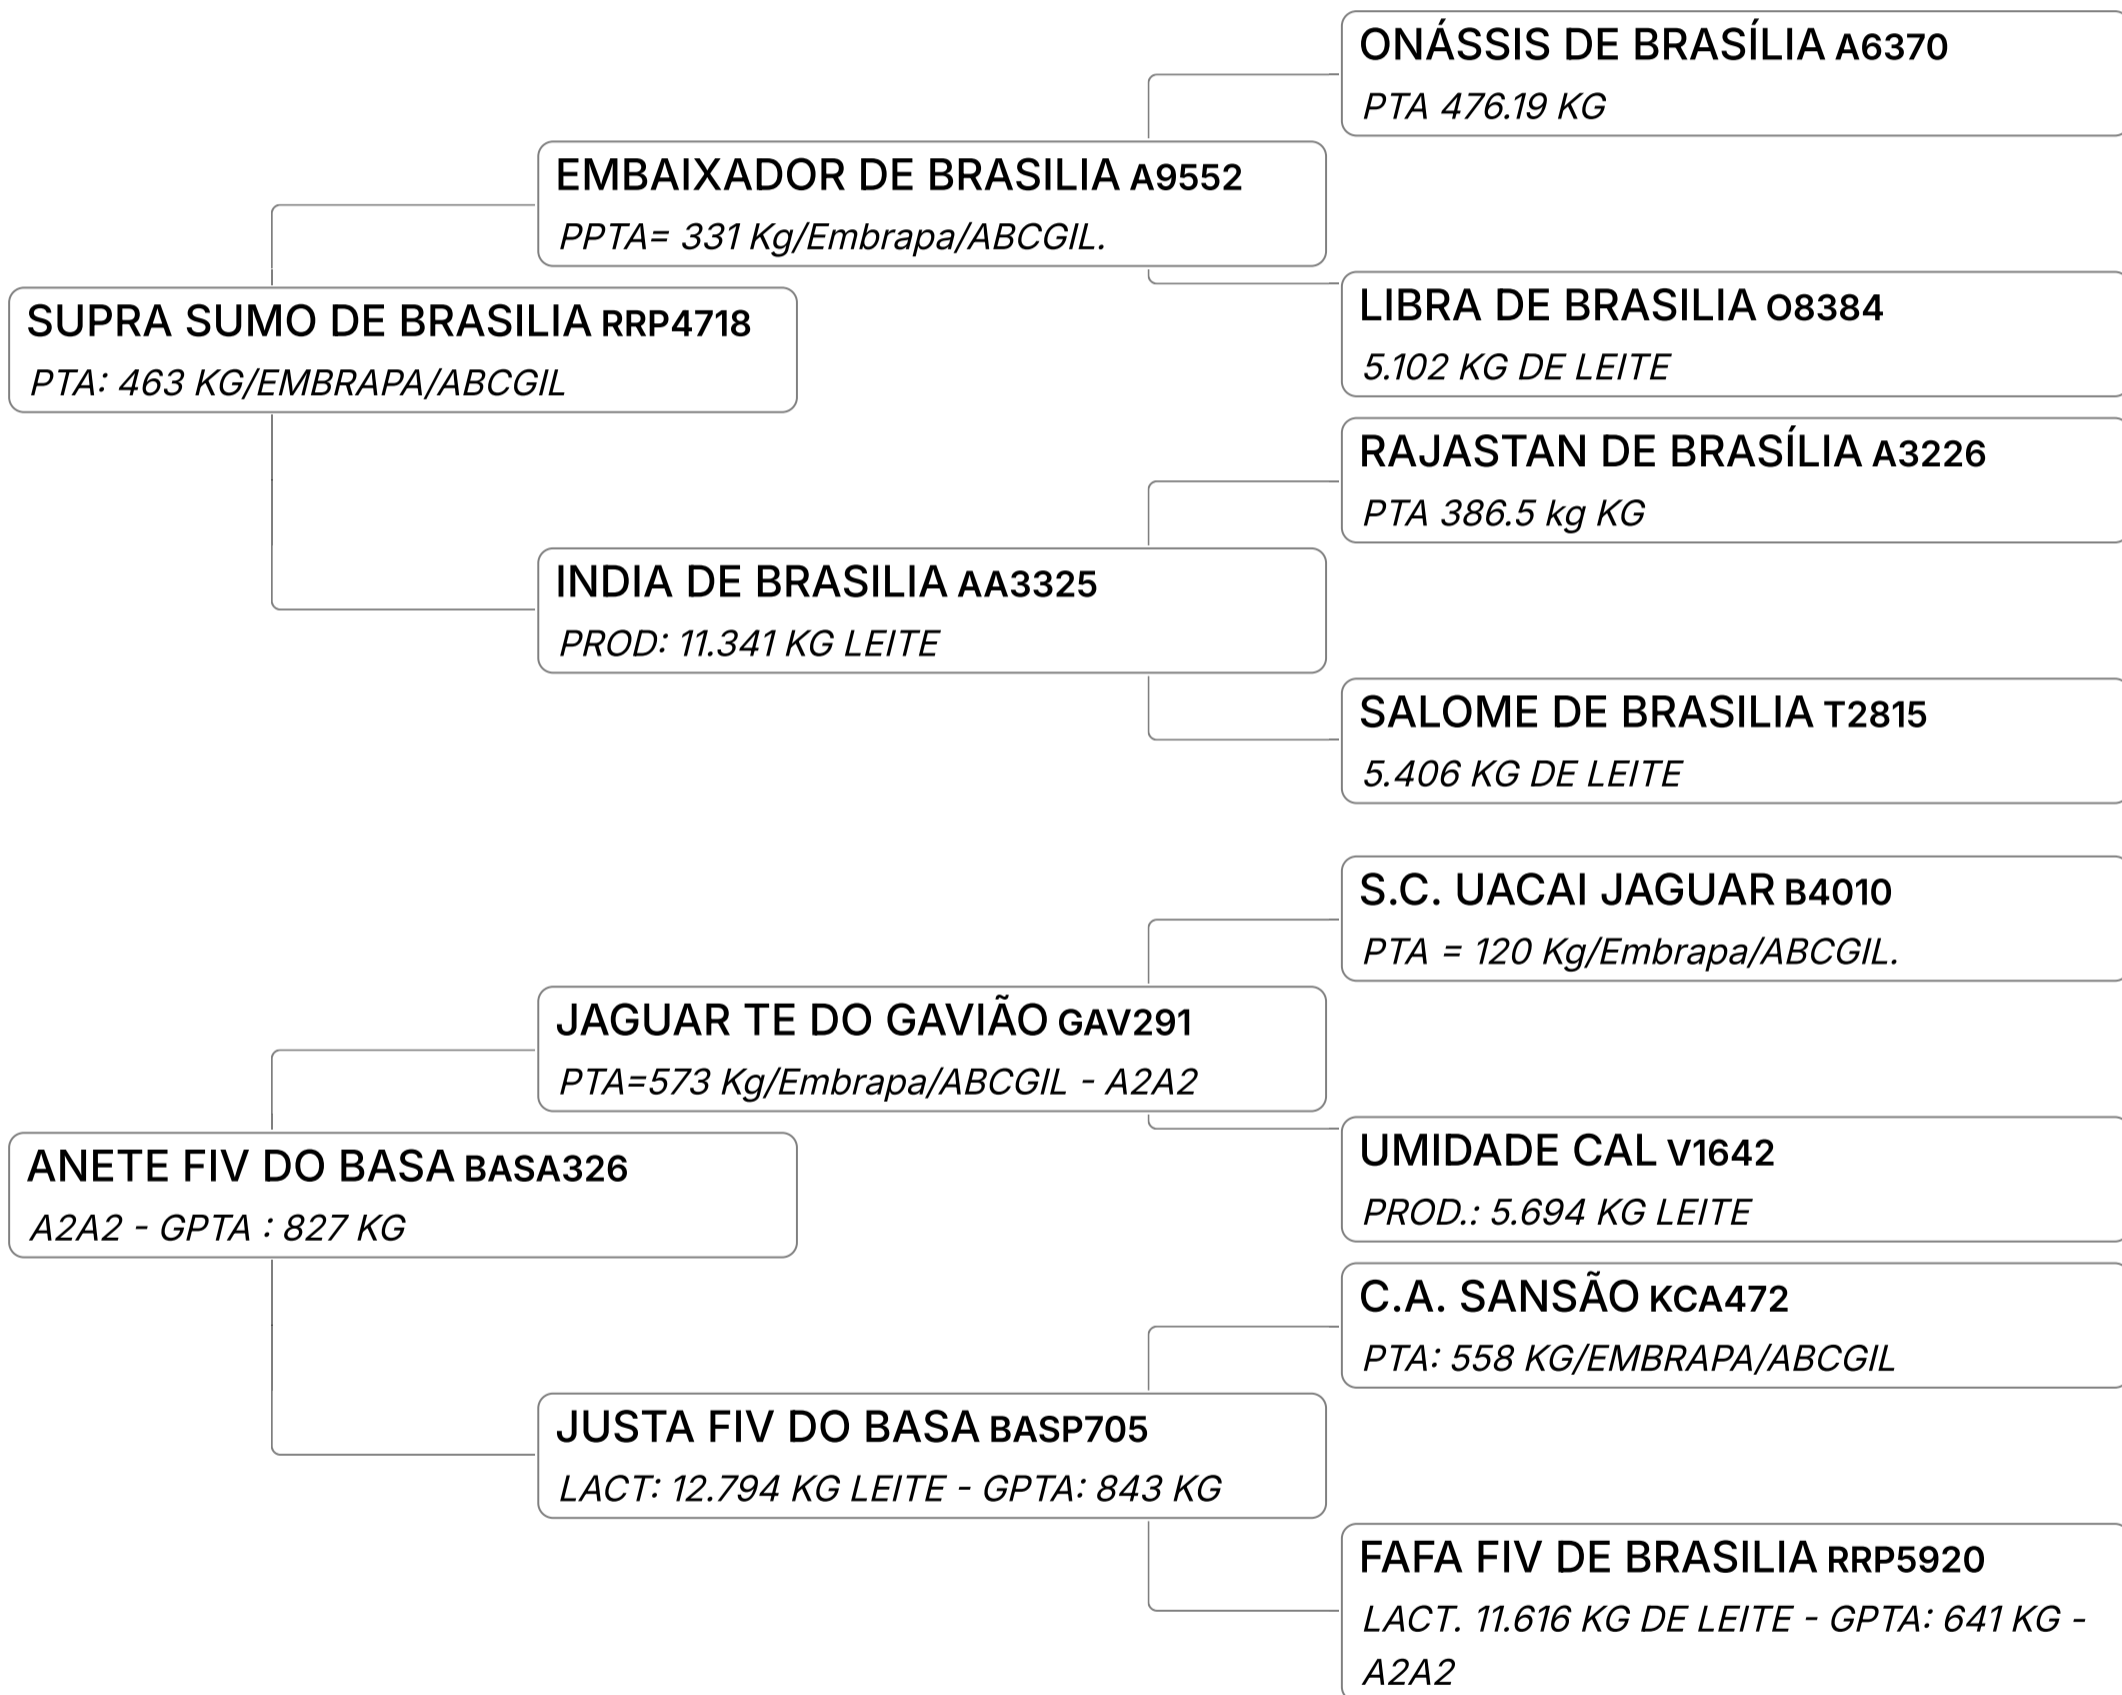 ONÁSSIS DE BRASÍLIA A6370
PTA 476.19 KG
EMBAIXADOR DE BRASILIA A9552
PPTA= 331 Kg/Embrapa/ABCGIL.
LIBRA DE BRASILIA O8384
5.102 KG DE LEITE
SUPRA SUMO DE BRASILIA RRP4718
PTA: 463 KG/EMBRAPA/ABCGIL
RAJASTAN DE BRASÍLIA A3226
PTA 386.5 kg KG
INDIA DE BRASILIA AA3325
PROD: 11.341 KG LEITE
SALOME DE BRASILIA T2815
5.406 KG DE LEITE
S.C. UACAI JAGUAR B4010
PTA = 120 Kg/Embrapa/ABCGIL.
JAGUAR TE DO GAVIÃO GAV291
PTA=573 Kg/Embrapa/ABCGIL - A2A2
UMIDADE CAL V1642
PROD.: 5.694 KG LEITE
ANETE FIV DO BASA BASA326
A2A2 - GPTA : 827 KG
C.A. SANSÃO KCA472
PTA: 558 KG/EMBRAPA/ABCGIL
JUSTA FIV DO BASA BASP705
LACT: 12.794 KG LEITE - GPTA: 843 KG
FAFA FIV DE BRASILIA RRP5920
LACT. 11.616 KG DE LEITE - GPTA: 641 KG -
A2A2